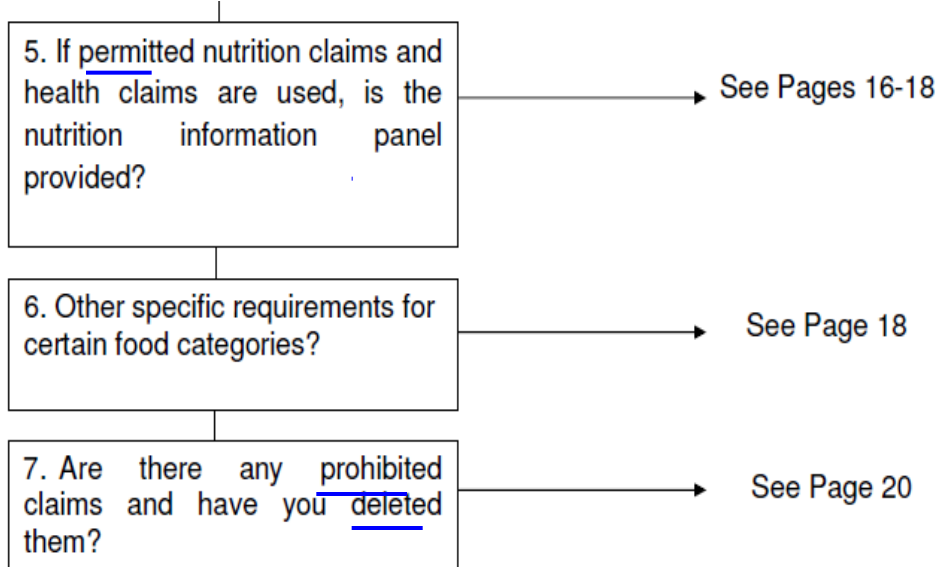 5. If permitted nutrition claims and
health claims are used, is the
nutrition information panel
provided?
See Pages 16-18
6. Other specific requirements for
certain food categories?
See Page 18
7. Are there any prohibited
claims and have you deleted
them?
See Page 20